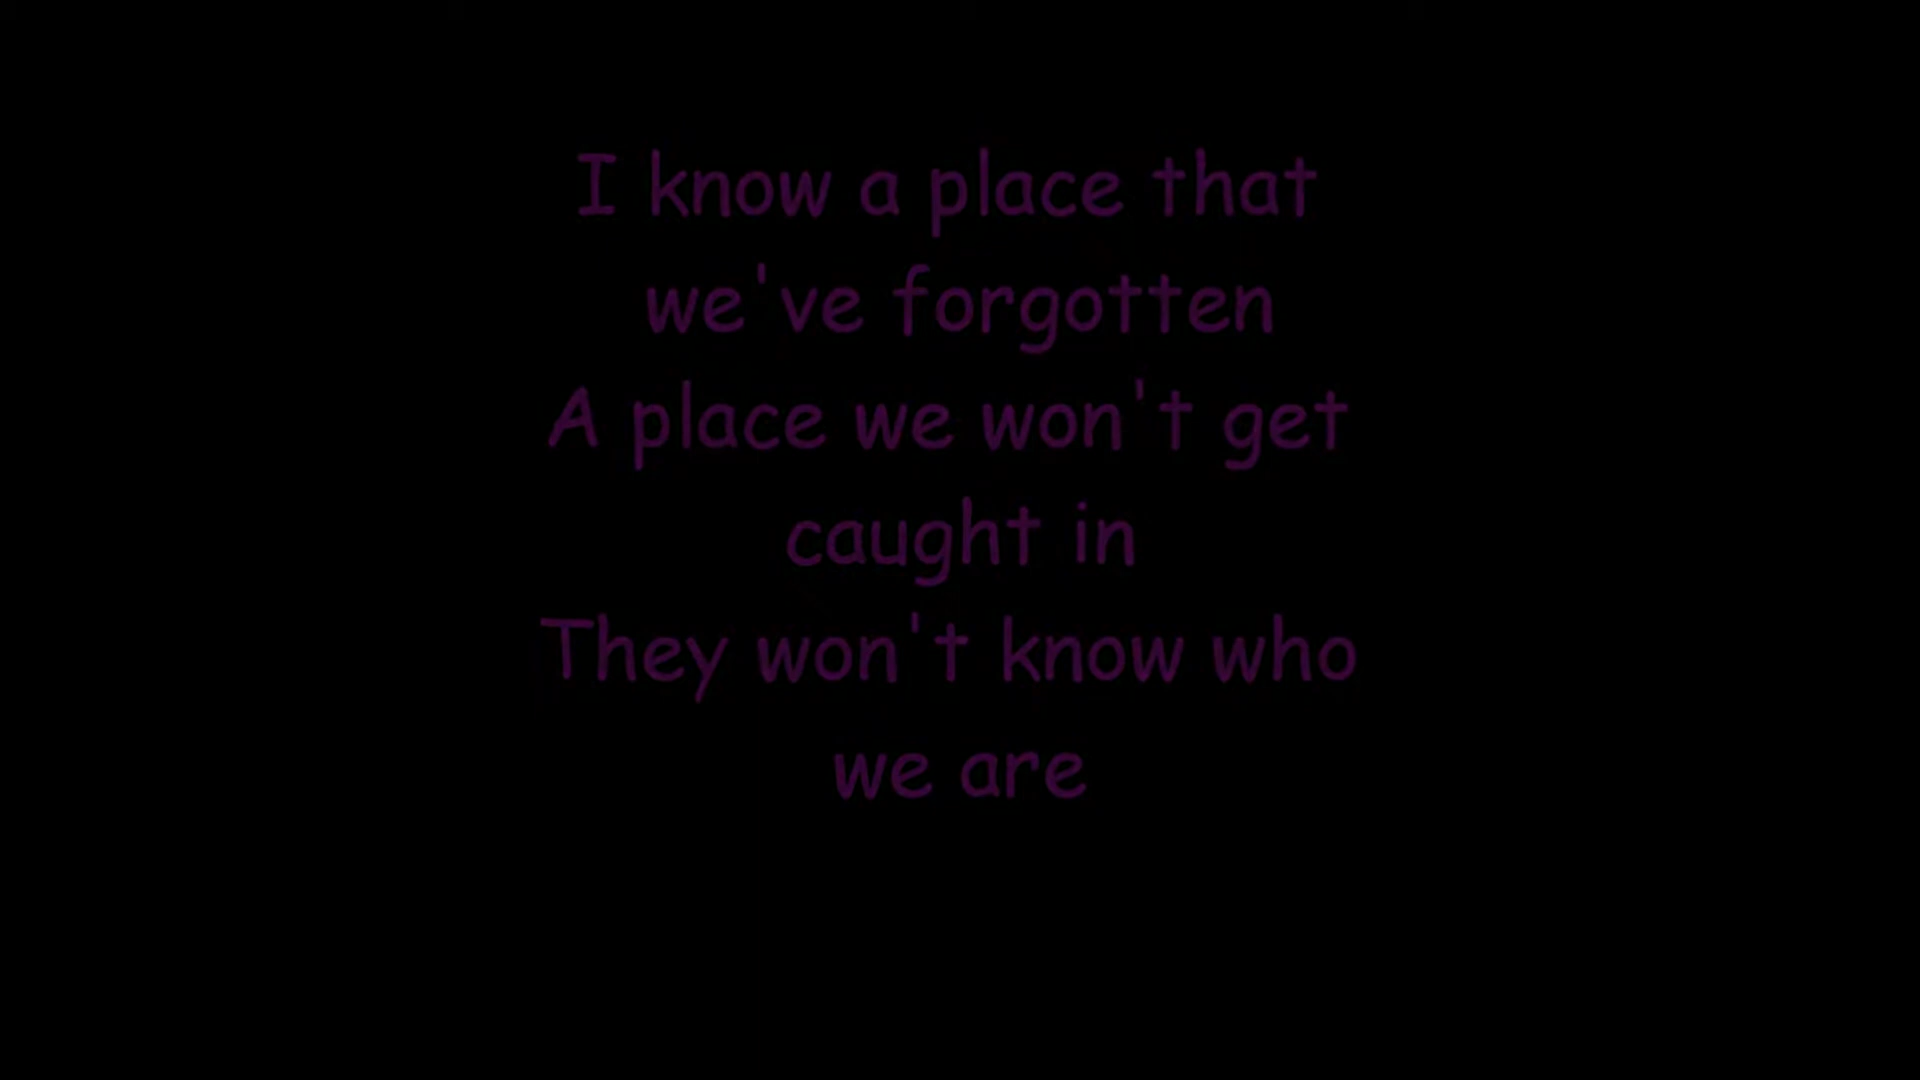 I know a place that
we've forgotten
A place we won't get
caught in
They won't know who
we are